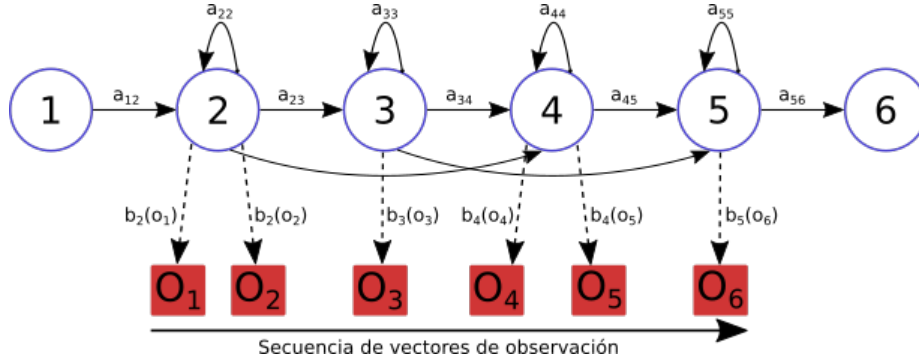 a₂₂ a₃₃ a₄₄ a₅₅
1 a₁₂ 2 a₂₃ 3 a₃₄ 4 a₄₅ 5 a₅₆ 6
b₂(o₁) b₂(o₂) b₃(o₃) b₄(o₄) b₄(o₅) b₅(o₆)
O₁ O₂ O₃ O₄ O₅ O₆
Secuencia de vectores de observación